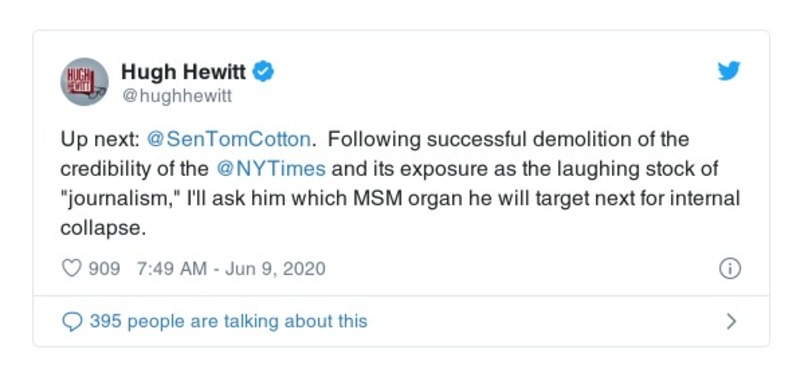 HUGH
HEWITT
Hugh Hewitt
@hughhewitt
Up next: @SenTomCotton.  Following successful demolition of the
credibility of the @NYTimes and its exposure as the laughing stock of
"journalism," I'll ask him which MSM organ he will target next for internal
collapse.
909   7:49 AM - Jun 9, 2020
395 people are talking about this